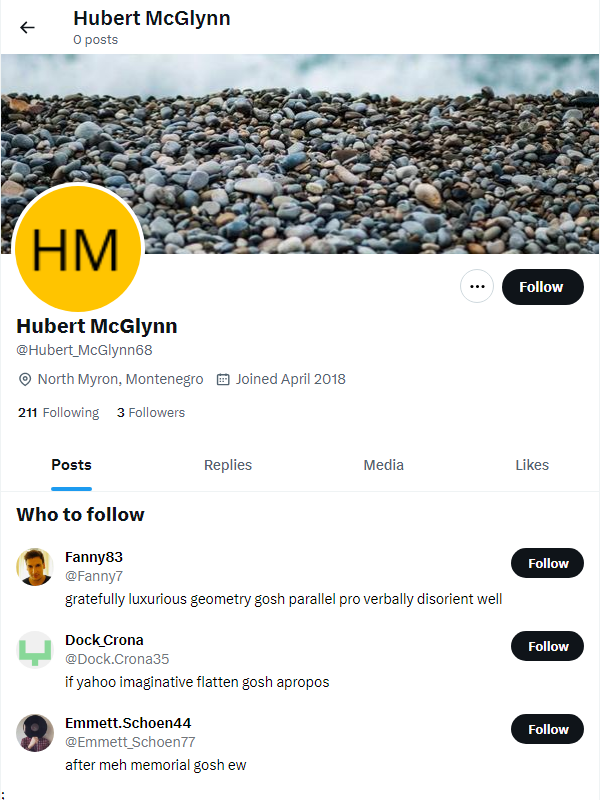 Hubert McGlynn
0 posts
HM
Follow
Hubert McGlynn
@Hubert_McGlynn68
North Myron, Montenegro Joined April 2018
211 Following 3 Followers
Posts Replies Media Likes
Who to follow
Fanny83
@Fanny7
Follow
gratefully luxurious geometry gosh parallel pro verbally disorient well
Dock_Crona
@Dock.Crona35
Follow
if yahoo imaginative flatten gosh apropos
Emmett.Schoen44
@Emmett_Schoen77
Follow
after meh memorial gosh ew
;